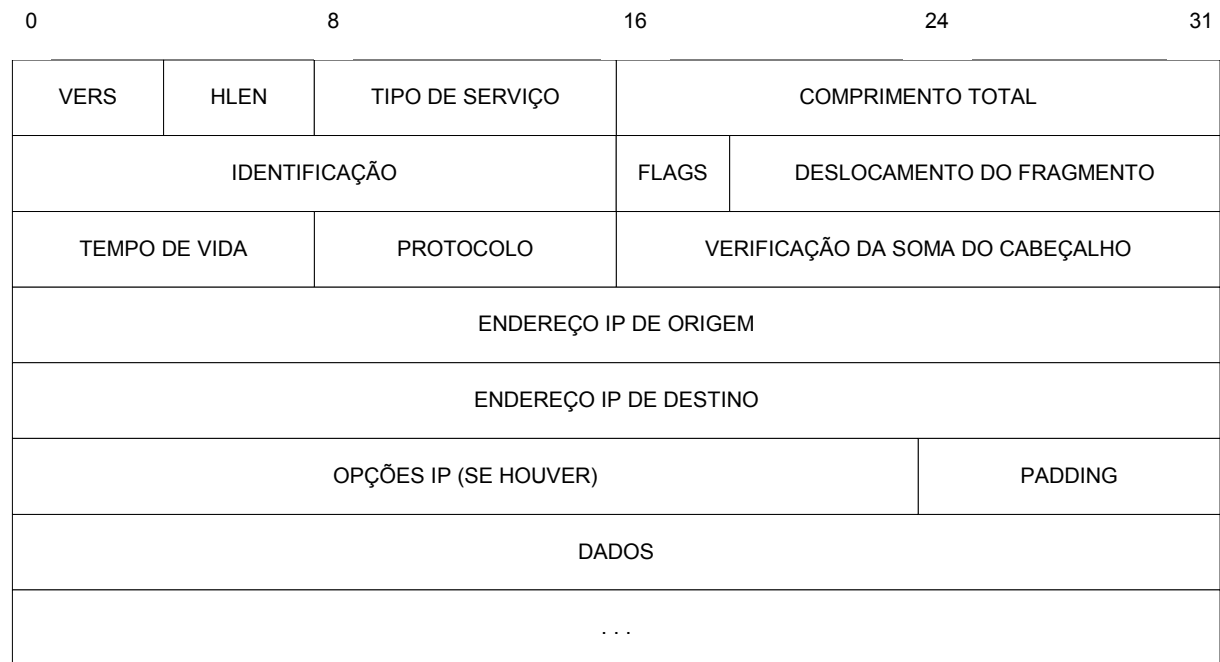 0 8 16 24 31
VERS HLEN TIPO DE SERVIÇO COMPRIMENTO TOTAL
IDENTIFICAÇÃO FLAGS DESLOCAMENTO DO FRAGMENTO
TEMPO DE VIDA PROTOCOLO VERIFICAÇÃO DA SOMA DO CABEÇALHO
ENDEREÇO IP DE ORIGEM
ENDEREÇO IP DE DESTINO
OPÇÕES IP (SE HOUVER) PADDING
DADOS
. . .